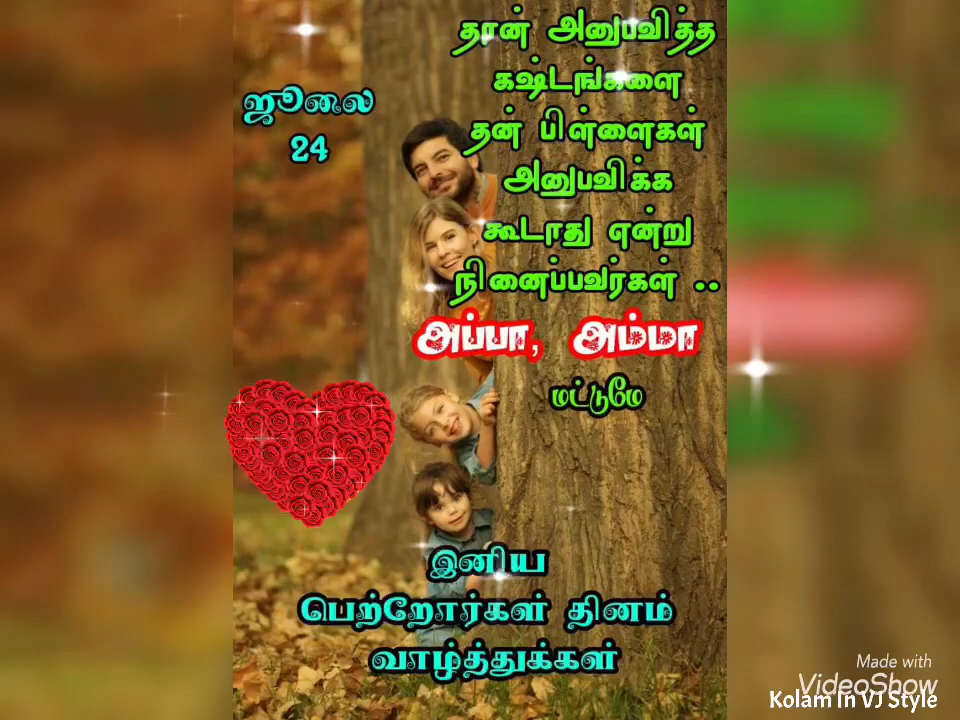 ஜூலை
24
தான் அனுபவித்த
கஷ்டங்களை
தன் பிள்ளைகள்
அனுபவிக்க
கூடாது என்று
நினைப்பவர்கள் ..
அப்பா, அம்மா
மட்டுமே
இனிய
பெற்றோர்கள் தினம்
வாழ்த்துக்கள்
Made with
VideoShow
Kolam In VJ Style